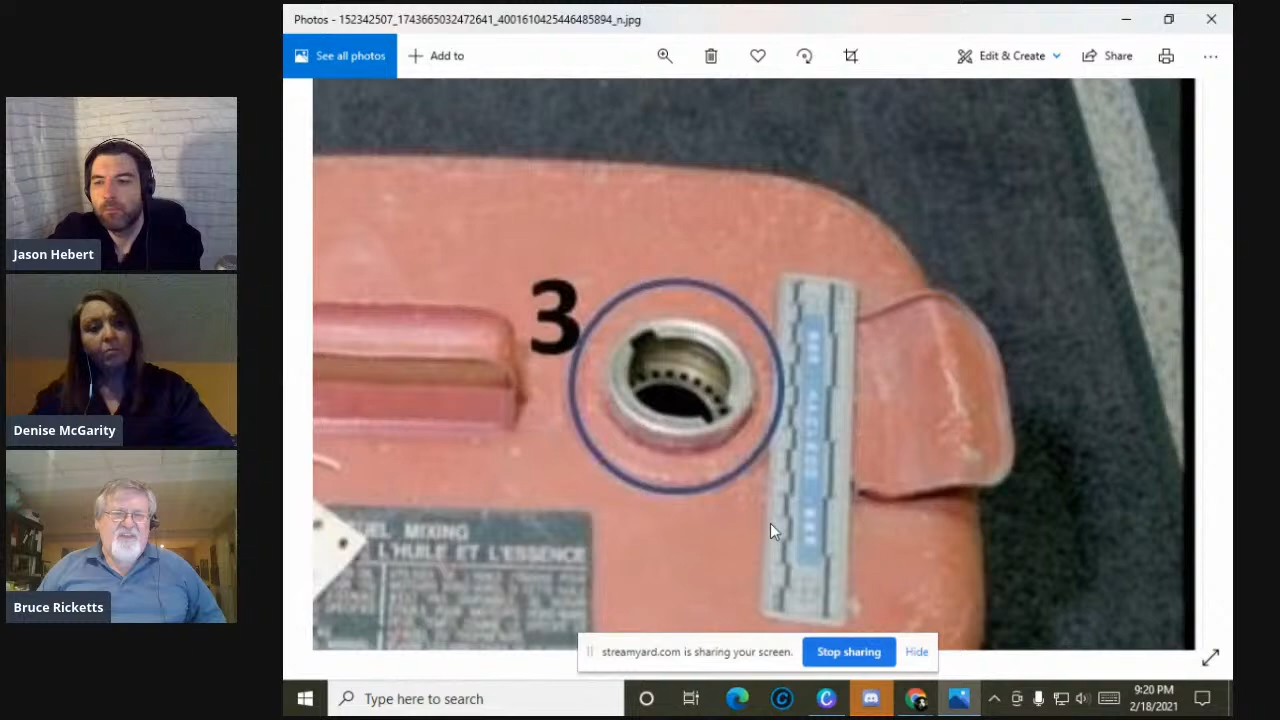 Photos - 152342507_1743665032472641_4001610425446485894_n.jpg
See all photos
Add to
Edit & Create
Share
Jason Hebert
Denise McGarity
Bruce Ricketts
3
FUEL MIXING
L'HUILE ET L'ESSENCE
streamyard.com is sharing your screen.
Stop sharing
Hide
Type here to search
9:20 PM
2/18/2021